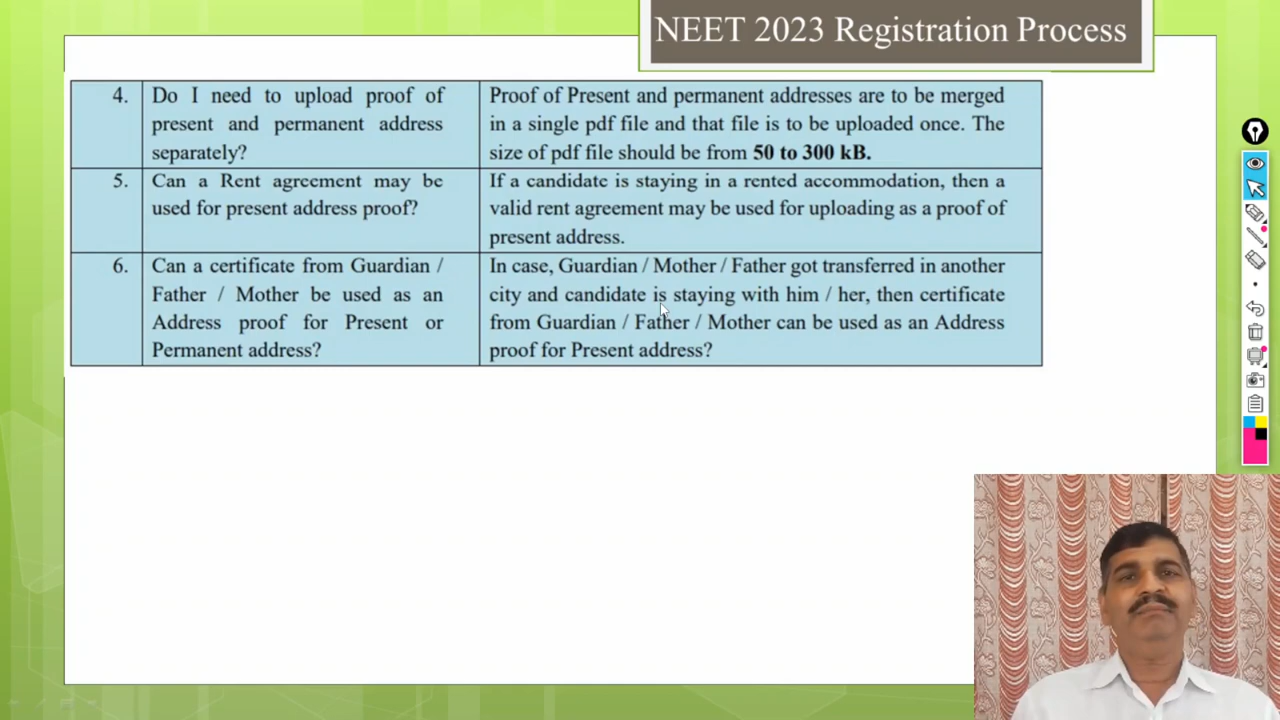 NEET 2023 Registration Process
4.
Do I need to upload proof of
present and permanent address
separately?
Proof of Present and permanent addresses are to be merged
in a single pdf file and that file is to be uploaded once. The
size of pdf file should be from 50 to 300 kB.
5.
Can a Rent agreement may be
used for present address proof?
If a candidate is staying in a rented accommodation, then a
valid rent agreement may be used for uploading as a proof of
present address.
6.
Can a certificate from Guardian /
Father / Mother be used as an
Address proof for Present or
Permanent address?
In case, Guardian / Mother / Father got transferred in another
city and candidate is staying with him / her, then certificate
from Guardian / Father / Mother can be used as an Address
proof for Present address?